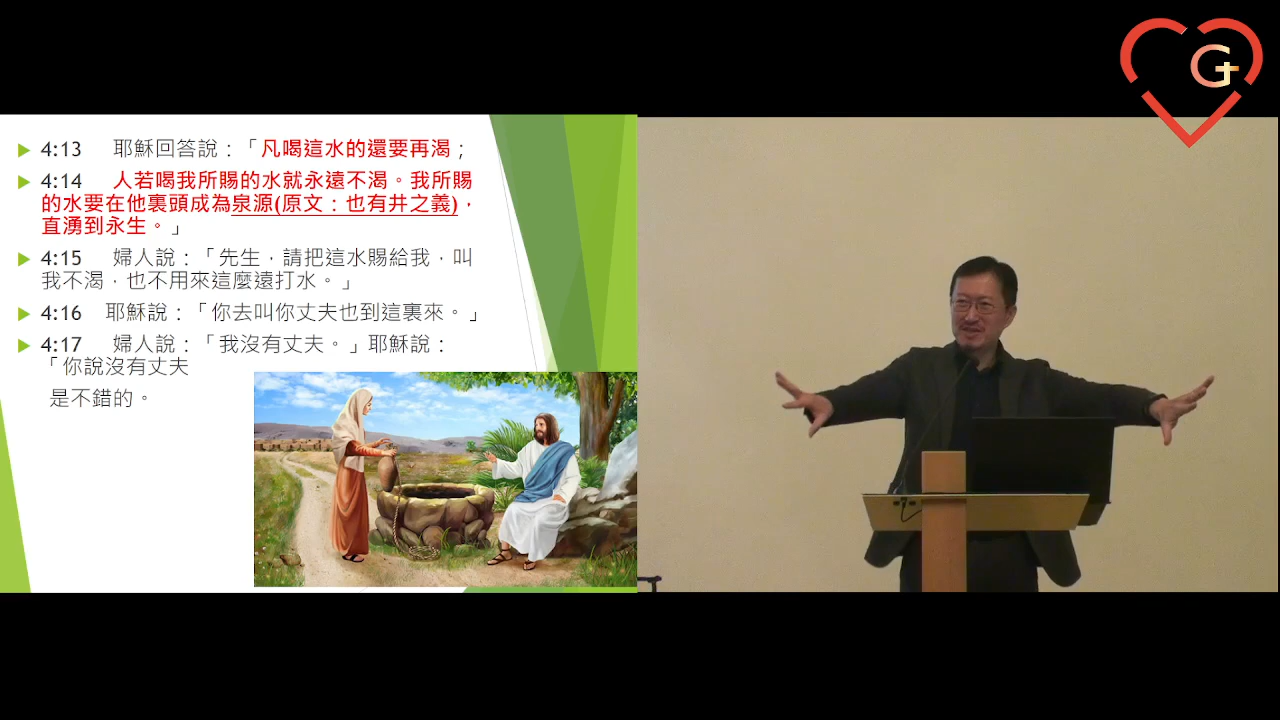 4:13 耶穌回答說：「凡喝這水的還要再渴；
4:14 人若喝我所賜的水就永遠不渴。我所賜
的水要在他裏頭成為泉源(原文：也有井之義)，
直湧到永生。」
4:15 婦人說：「先生，請把這水賜給我，叫
我不渴，也不用來這麼遠打水。」
4:16 耶穌說：「你去叫你丈夫也到這裏來。」
4:17 婦人說：「我沒有丈夫。」耶穌說：
「你說沒有丈夫
是不錯的。
G